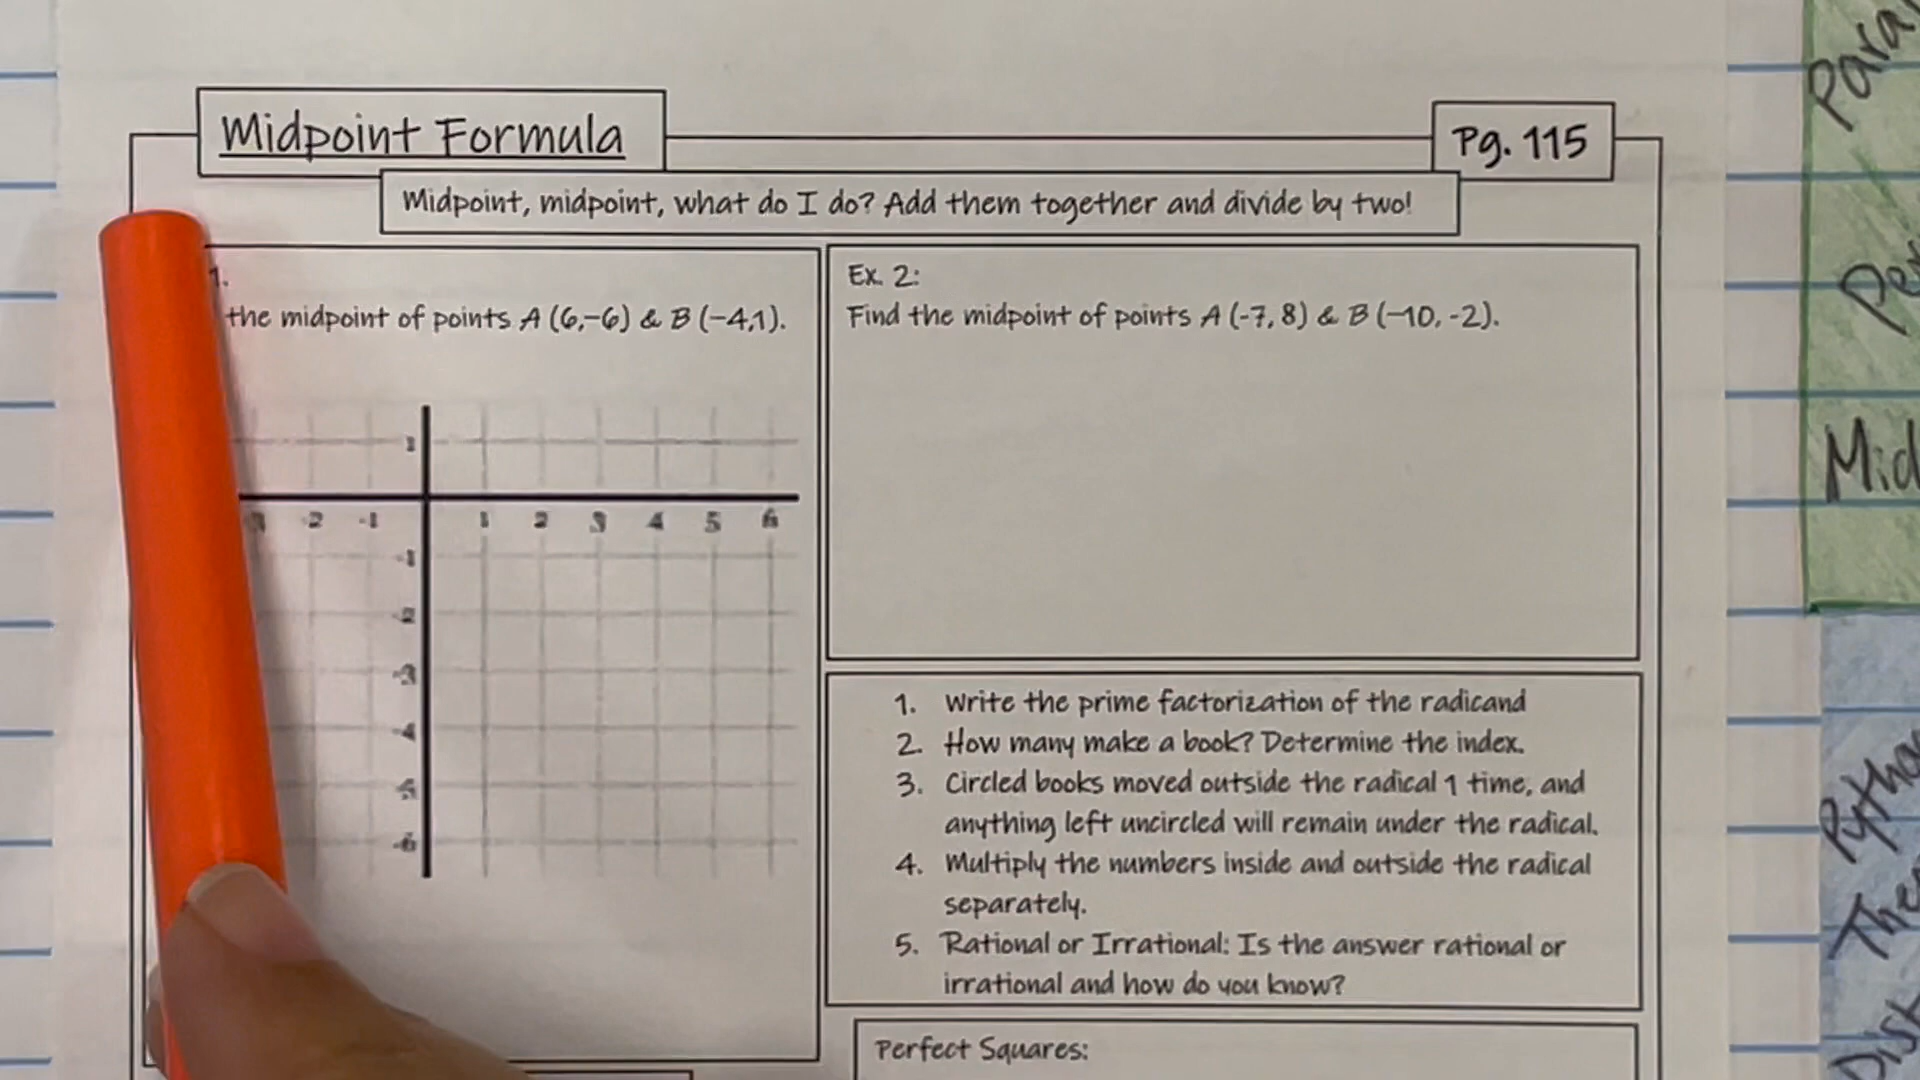 Midpoint Formula
Pg. 115
Midpoint, midpoint, what do I do? Add them together and divide by two!
1.
the midpoint of points A (6,-6) & B (-4,1).
1
-2 -1 1 2 3 4 5 6
-1
-2
-3
-4
-5
-6
Ex. 2:
Find the midpoint of points A (-7, 8) & B (-10, -2).
1. Write the prime factorization of the radicand
2. How many make a book? Determine the index.
3. Circled books moved outside the radical 1 time, and
anything left uncircled will remain under the radical.
4. Multiply the numbers inside and outside the radical
separately.
5. Rational or Irrational: Is the answer rational or
irrational and how do you know?
Perfect Squares: